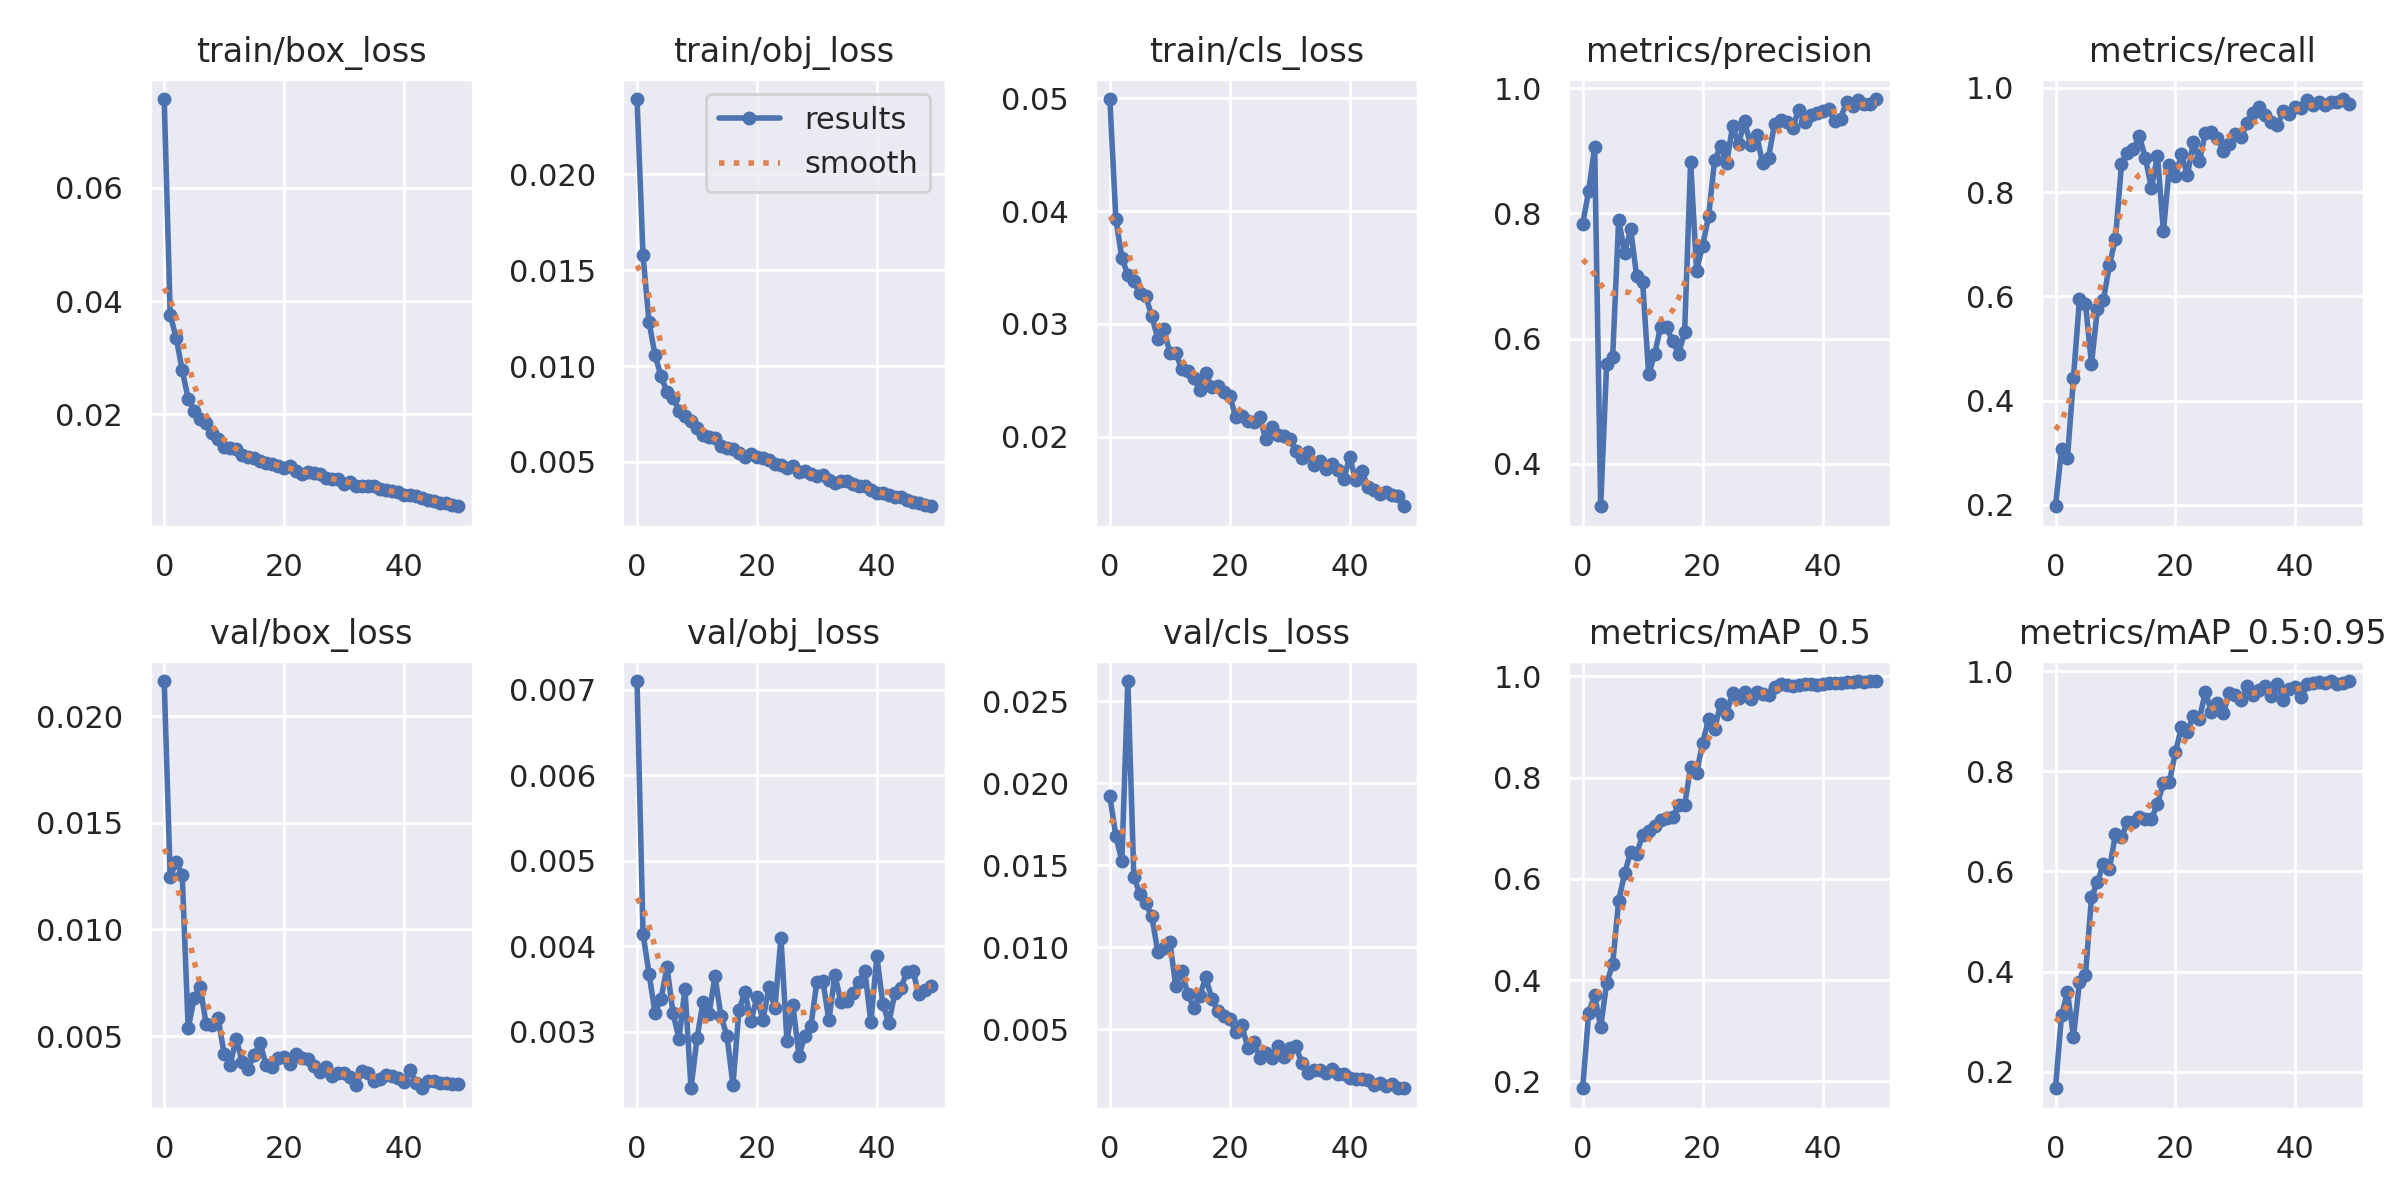 train/box_loss
0.06
0.04
0.02
0 20 40
train/obj_loss
results
smooth
0.020
0.015
0.010
0.005
0 20 40
train/cls_loss
0.05
0.04
0.03
0.02
0 20 40
metrics/precision
1.0
0.8
0.6
0.4
0 20 40
metrics/recall
1.0
0.8
0.6
0.4
0.2
0 20 40
val/box_loss
0.020
0.015
0.010
0.005
0 20 40
val/obj_loss
0.007
0.006
0.005
0.004
0.003
0 20 40
val/cls_loss
0.025
0.020
0.015
0.010
0.005
0 20 40
metrics/mAP_0.5
1.0
0.8
0.6
0.4
0.2
0 20 40
metrics/mAP_0.5:0.95
1.0
0.8
0.6
0.4
0.2
0 20 40